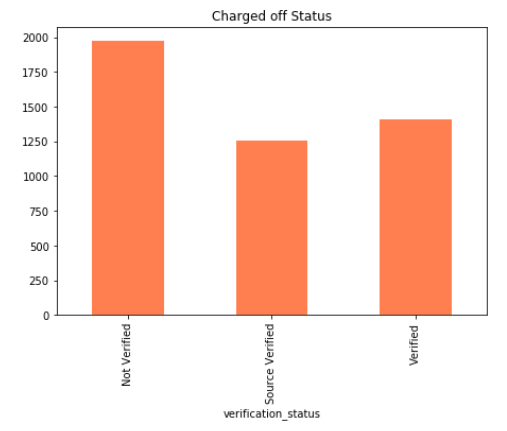 Charged off Status
2000
1750
1500
1250
1000
750
500
250
0
Not Verified
Source Verified
Verified
verification_status